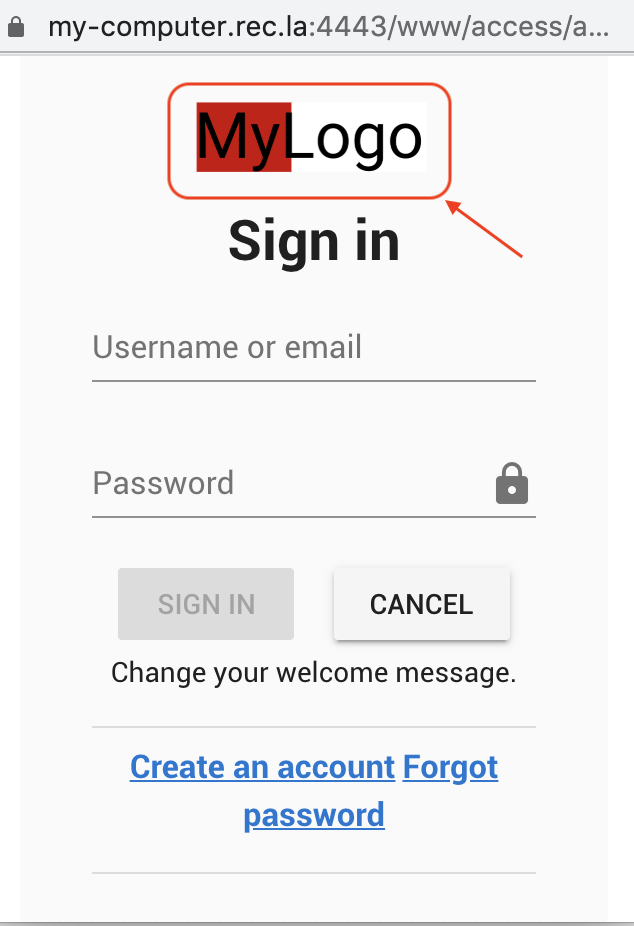 my-computer.rec.la:4443/www/access/a...
MyLogo
Sign in
Username or email
Password
SIGN IN
CANCEL
Change your welcome message.
Create an account Forgot
password